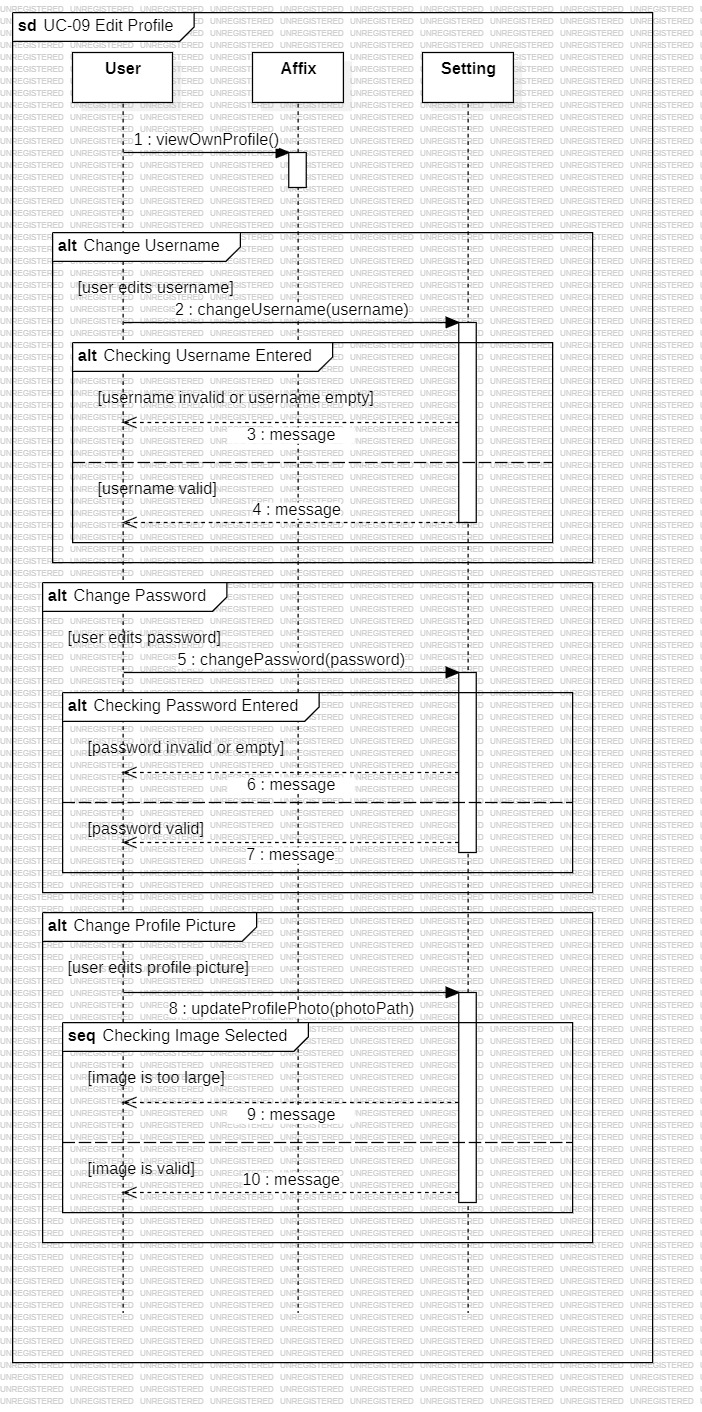 sd UC-09 Edit Profile
User
Affix
Setting
1 : viewOwnProfile()
alt Change Username
[user edits username]
2 : changeUsername(username)
alt Checking Username Entered
[username invalid or username empty]
3 : message
[username valid]
4 : message
alt Change Password
[user edits password]
5 : changePassword(password)
alt Checking Password Entered
[password invalid or empty]
6 : message
[password valid]
7 : message
alt Change Profile Picture
[user edits profile picture]
8 : updateProfilePhoto(photoPath)
seq Checking Image Selected
[image is too large]
9 : message
[image is valid]
10 : message
UNREGISTERED